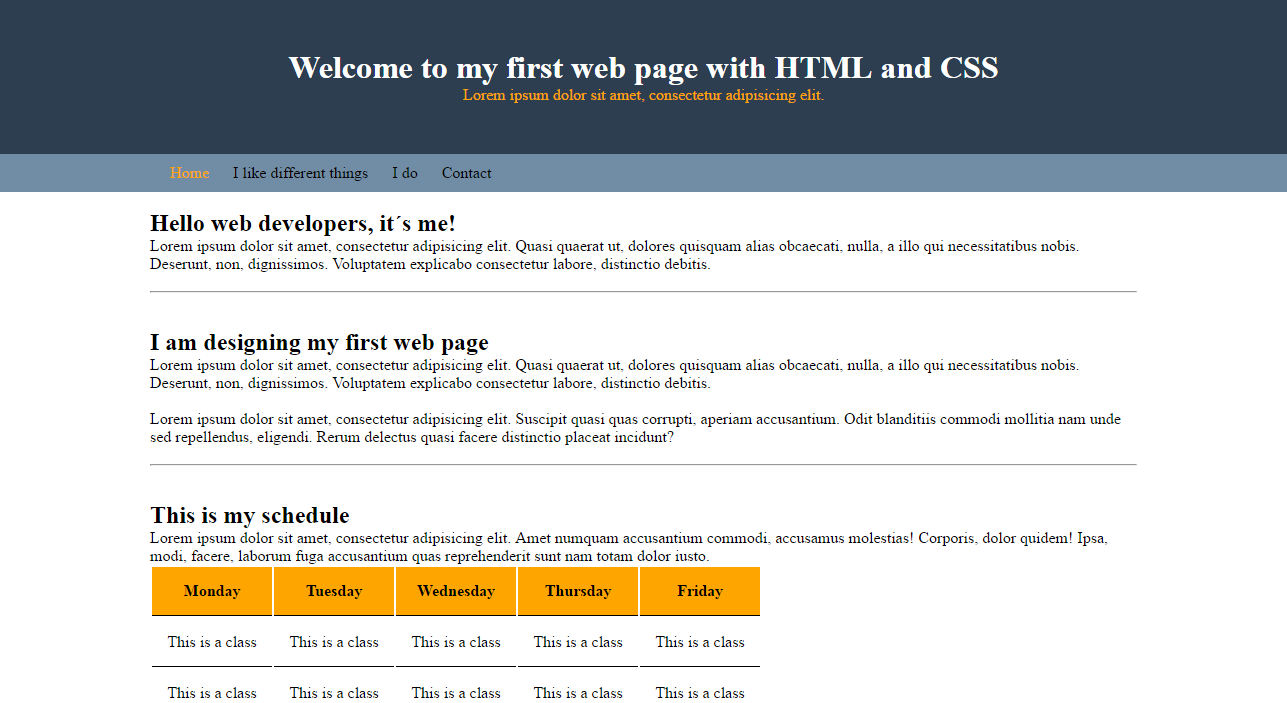 Welcome to my first web page with HTML and CSS
Lorem ipsum dolor sit amet, consectetur adipisicing elit.
Home I like different things I do Contact
Hello web developers, it´s me!
Lorem ipsum dolor sit amet, consectetur adipisicing elit. Quasi quaerat ut, dolores quisquam alias obcaecati, nulla, a illo qui necessitatibus nobis.
Deserunt, non, dignissimos. Voluptatem explicabo consectetur labore, distinctio debitis.
I am designing my first web page
Lorem ipsum dolor sit amet, consectetur adipisicing elit. Quasi quaerat ut, dolores quisquam alias obcaecati, nulla, a illo qui necessitatibus nobis.
Deserunt, non, dignissimos. Voluptatem explicabo consectetur labore, distinctio debitis.
Lorem ipsum dolor sit amet, consectetur adipisicing elit. Suscipit quasi quas corrupti, aperiam accusantium. Odit blanditiis commodi mollitia nam unde
sed repellendus, eligendi. Rerum delectus quasi facere distinctio placeat incidunt?
This is my schedule
Lorem ipsum dolor sit amet, consectetur adipisicing elit. Amet numquam accusantium commodi, accusamus molestias! Corporis, dolor quidem! Ipsa,
modi, facere, laborum fuga accusantium quas reprehenderit sunt nam totam dolor iusto.
Monday Tuesday Wednesday Thursday Friday
This is a class This is a class This is a class This is a class This is a class
This is a class This is a class This is a class This is a class This is a class